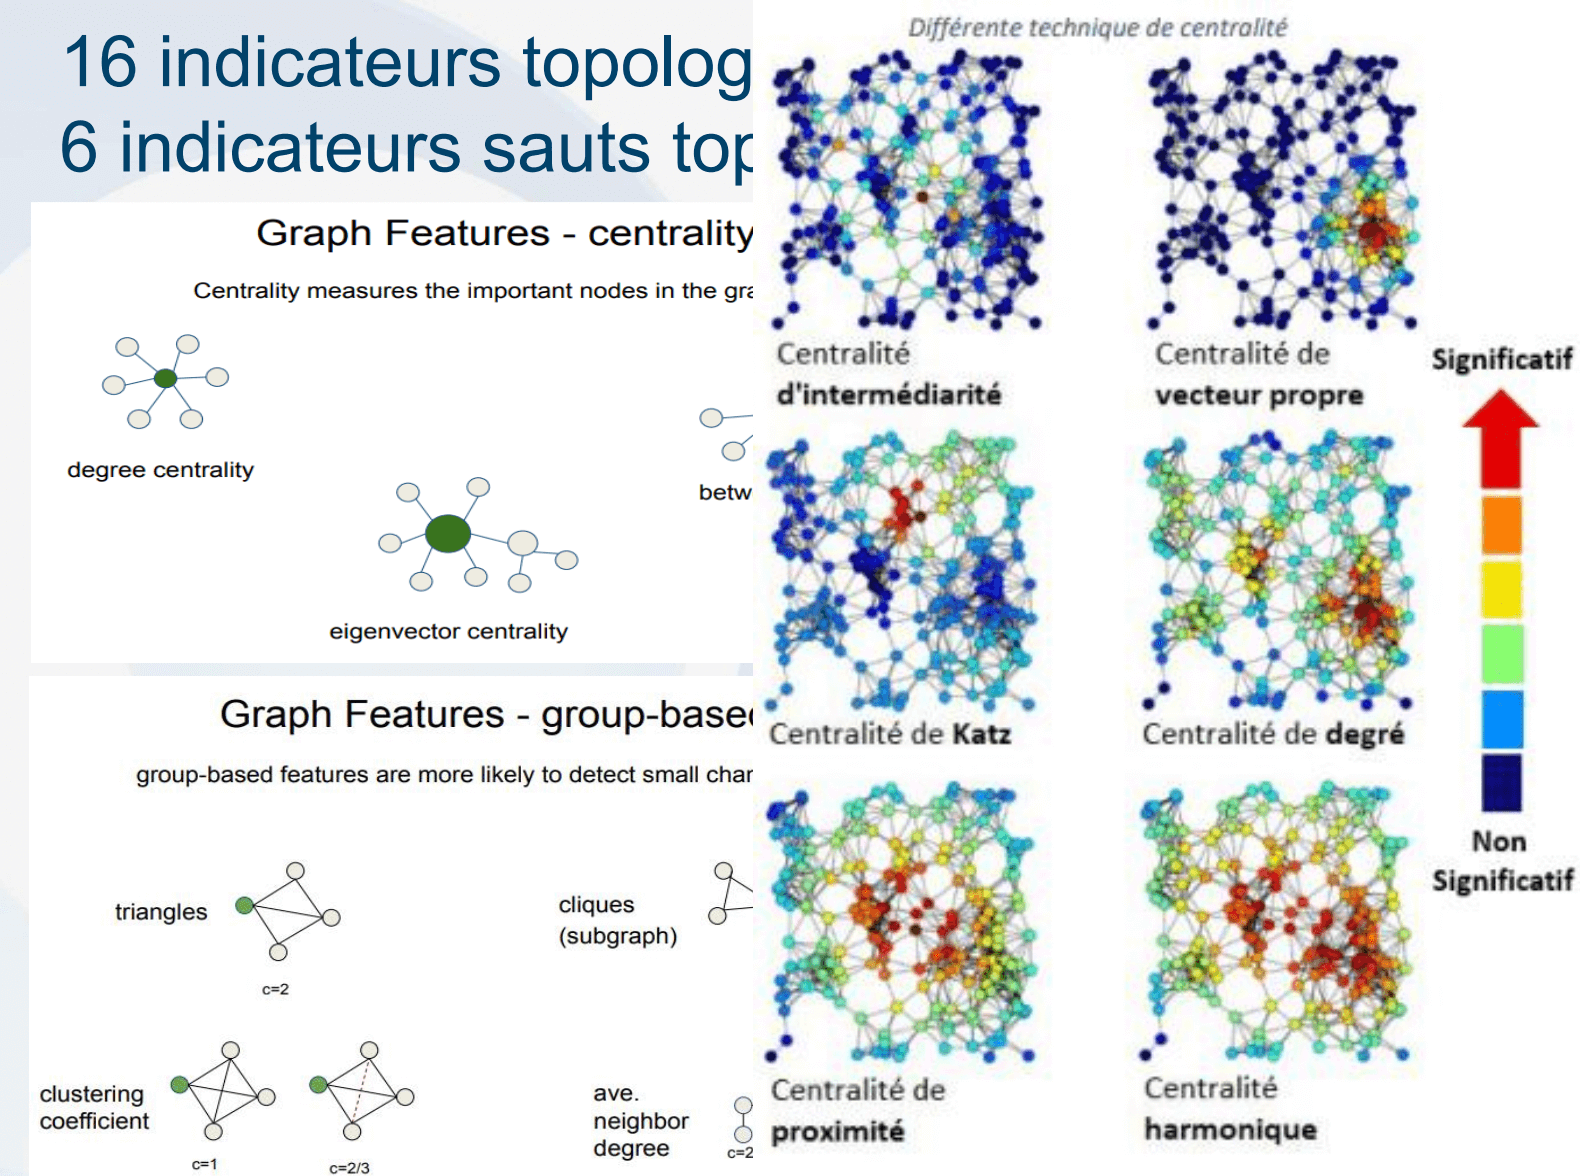 16 indicateurs topolog
6 indicateurs sauts top
Graph Features - centrality
Centrality measures the important nodes in the gra
degree centrality
betw
eigenvector centrality
Graph Features - group-based
group-based features are more likely to detect small char
triangles
c=2
cliques
(subgraph)
clustering
coefficient
c=1
c=2/3
ave.
neighbor
degree
c=2
Différente technique de centralité
Centralité
d'intermédiarité
Centralité de
vecteur propre
Centralité de Katz
Centralité de degré
Centralité de
proximité
Centralité
harmonique
Significatif
Non
Significatif